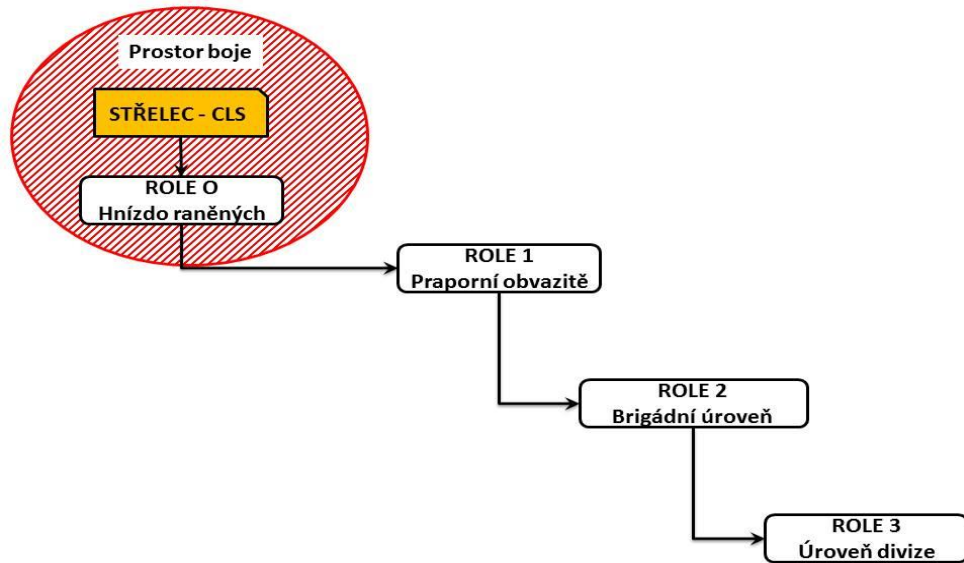 Prostor boje
STŘELEC - CLS
ROLE O
Hnízdo raněných
ROLE 1
Praporní obvazitě
ROLE 2
Brigádní úroveň
ROLE 3
Úroveň divize